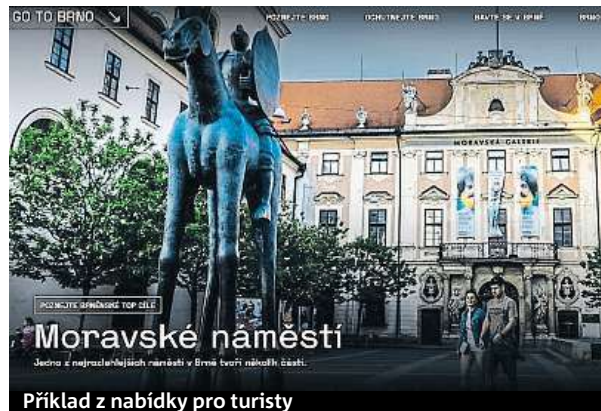 GO TO BRNO
POZNEJTE BRNO OCHUTNEJTE BRNO BAVTE SE V BRNĚ BRNO
MORAVSKÁ GALERIE
POZNEJTE BRNĚNSKÉ TOP CÍLE
Moravské náměstí
Jedno z nejrozlehlejších náměstí v Brně tvoří několik částí.
Příklad z nabídky pro turisty